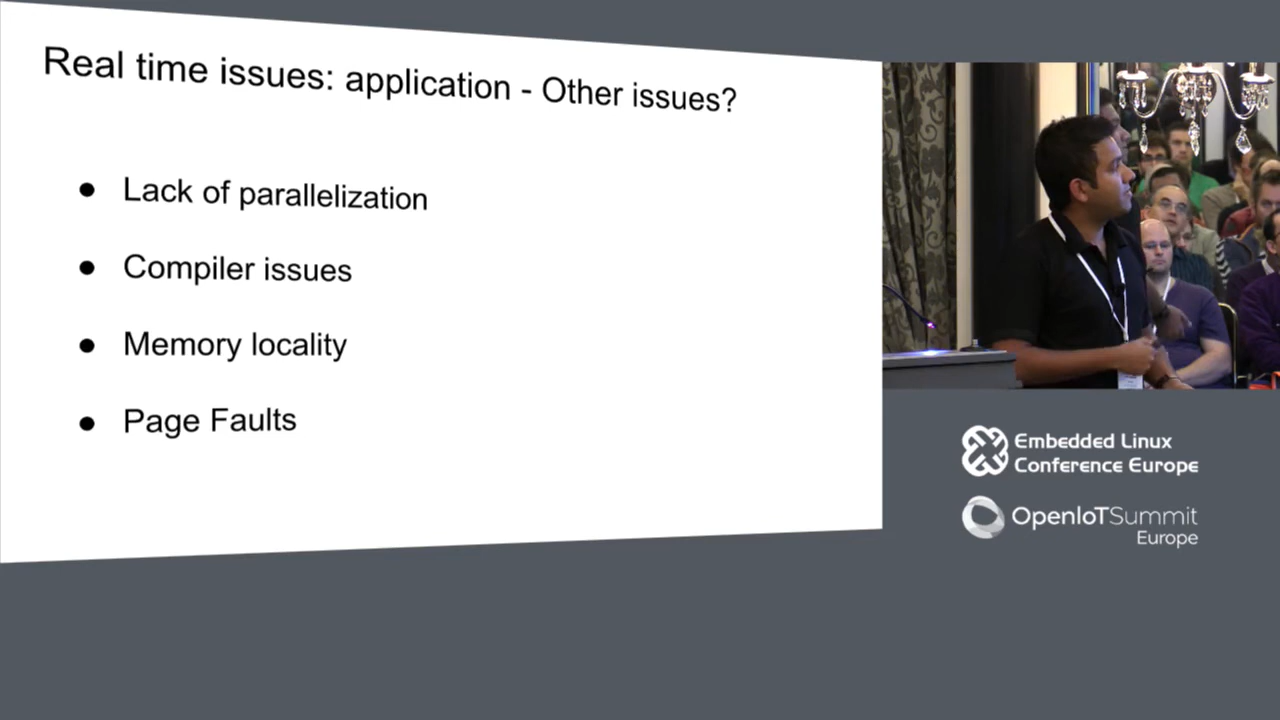 Real time issues: application - Other issues?
● Lack of parallelization
● Compiler issues
● Memory locality
● Page Faults
Embedded Linux
Conference Europe
OpenIoTSummit
Europe